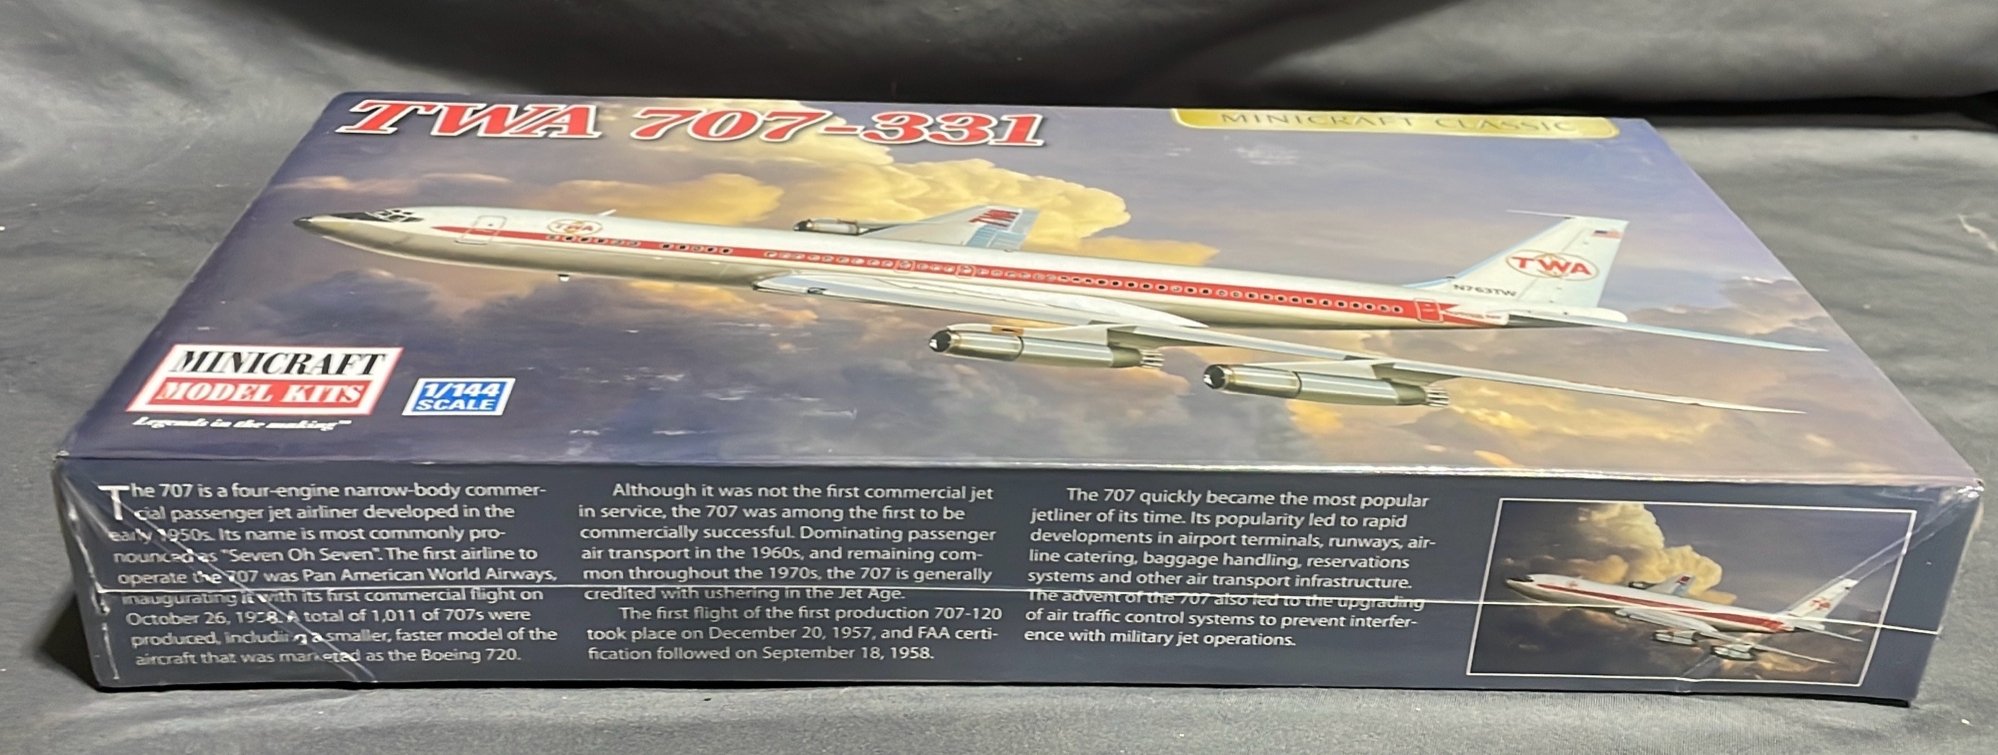 TWA 707-331
MINICRAFT CLASSIC
TWA
TWA
TWA
N763TW
MINICRAFT
MODEL KITS
Legends in the making™
1/144
SCALE
The 707 is a four-engine narrow-body commer-
cial passenger jet airliner developed in the
early 1950s. Its name is most commonly pro-
nounced as "Seven Oh Seven". The first airline to
operate the 707 was Pan American World Airways,
inaugurating it with its first commercial flight on
October 26, 1958. A total of 1,011 of 707s were
produced, including a smaller, faster model of the
aircraft that was marketed as the Boeing 720.
Although it was not the first commercial jet
in service, the 707 was among the first to be
commercially successful. Dominating passenger
air transport in the 1960s, and remaining com-
mon throughout the 1970s, the 707 is generally
credited with ushering in the Jet Age.
The first flight of the first production 707-120
took place on December 20, 1957, and FAA certi-
fication followed on September 18, 1958.
The 707 quickly became the most popular
jetliner of its time. Its popularity led to rapid
developments in airport terminals, runways, air-
line catering, baggage handling, reservations
systems and other air transport infrastructure.
The advent of the 707 also led to the upgrading
of air traffic control systems to prevent interfer-
ence with military jet operations.